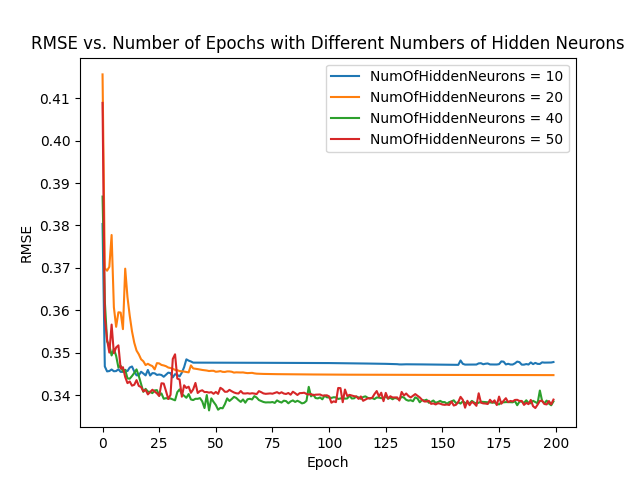 RMSE vs. Number of Epochs with Different Numbers of Hidden Neurons
NumOfHiddenNeurons = 10
NumOfHiddenNeurons = 20
NumOfHiddenNeurons = 40
NumOfHiddenNeurons = 50
RMSE
0.41
0.40
0.39
0.38
0.37
0.36
0.35
0.34
0
25
50
75
100
125
150
175
200
Epoch